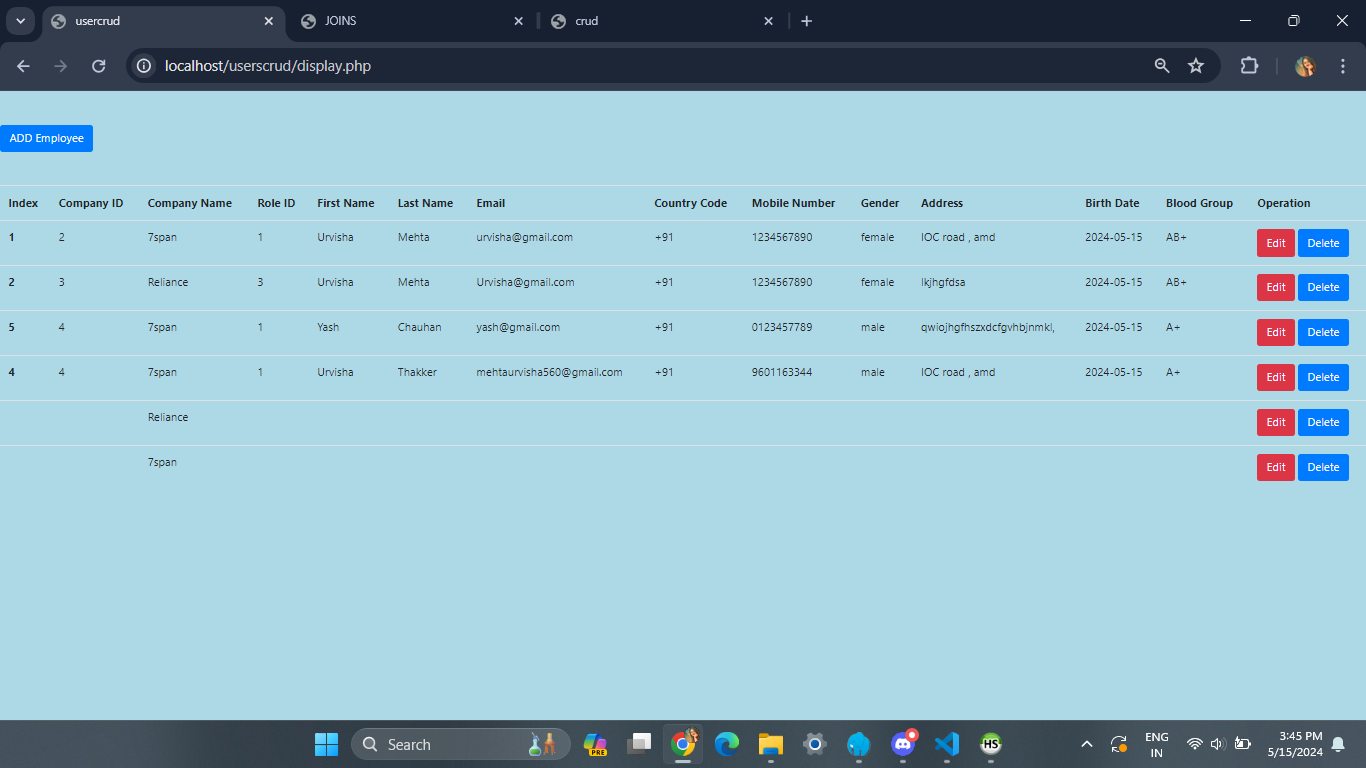 usercrud
JOINS
crud
localhost/userscrud/display.php
ADD Employee
Index Company ID Company Name Role ID First Name Last Name Email Country Code Mobile Number Gender Address Birth Date Blood Group Operation
1 2 7span 1 Urvisha Mehta urvisha@gmail.com +91 1234567890 female IOC road , amd 2024-05-15 AB+ Edit Delete
2 3 Reliance 3 Urvisha Mehta Urvisha@gmail.com +91 1234567890 female lkjhgfdsa 2024-05-15 AB+ Edit Delete
5 4 7span 1 Yash Chauhan yash@gmail.com +91 0123457789 male qwiojhgfhszxdcfgvhbjnmkl, 2024-05-15 A+ Edit Delete
4 4 7span 1 Urvisha Thakker mehtaurvisha560@gmail.com +91 9601163344 male IOC road , amd 2024-05-15 A+ Edit Delete
Reliance Edit Delete
7span Edit Delete
Search
PRE
HS
ENG
IN
3:45 PM
5/15/2024